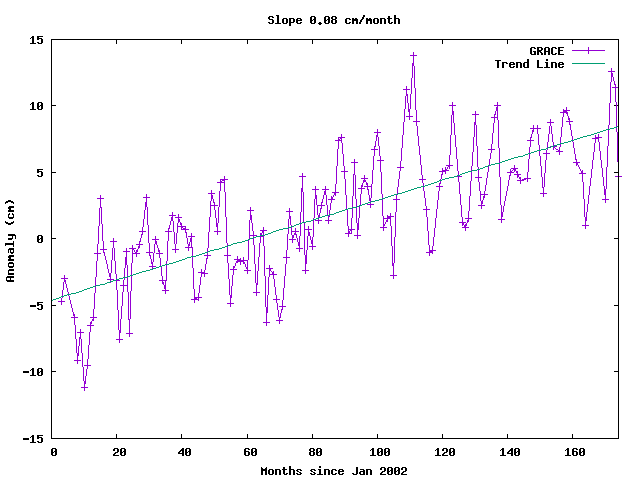 Slope 0.08 cm/month
15
10
5
0
-5
-10
-15
Anomaly (cm)
GRACE
Trend Line
0 20 40 60 80 100 120 140 160
Months since Jan 2002